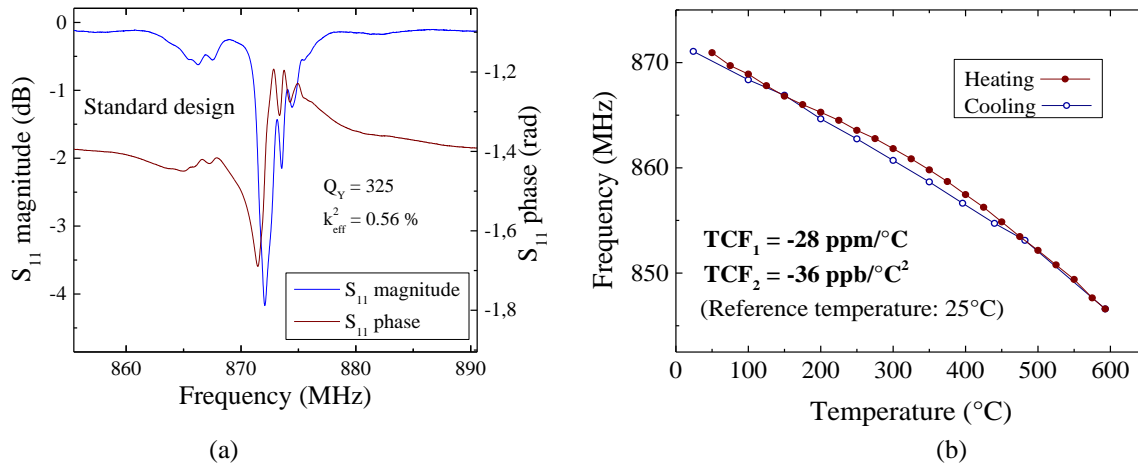 0
-1
-2
-3
-4
S₁₁ magnitude (dB)
Standard design
Q_Y = 325
k²_eff = 0.56 %
S₁₁ magnitude
S₁₁ phase
-1,2
-1,4
-1,6
-1,8
S₁₁ phase (rad)
860 870 880 890
Frequency (MHz)
(a)
870
860
850
Frequency (MHz)
Heating
Cooling
TCF₁ = -28 ppm/°C
TCF₂ = -36 ppb/°C²
(Reference temperature: 25°C)
0 100 200 300 400 500 600
Temperature (°C)
(b)